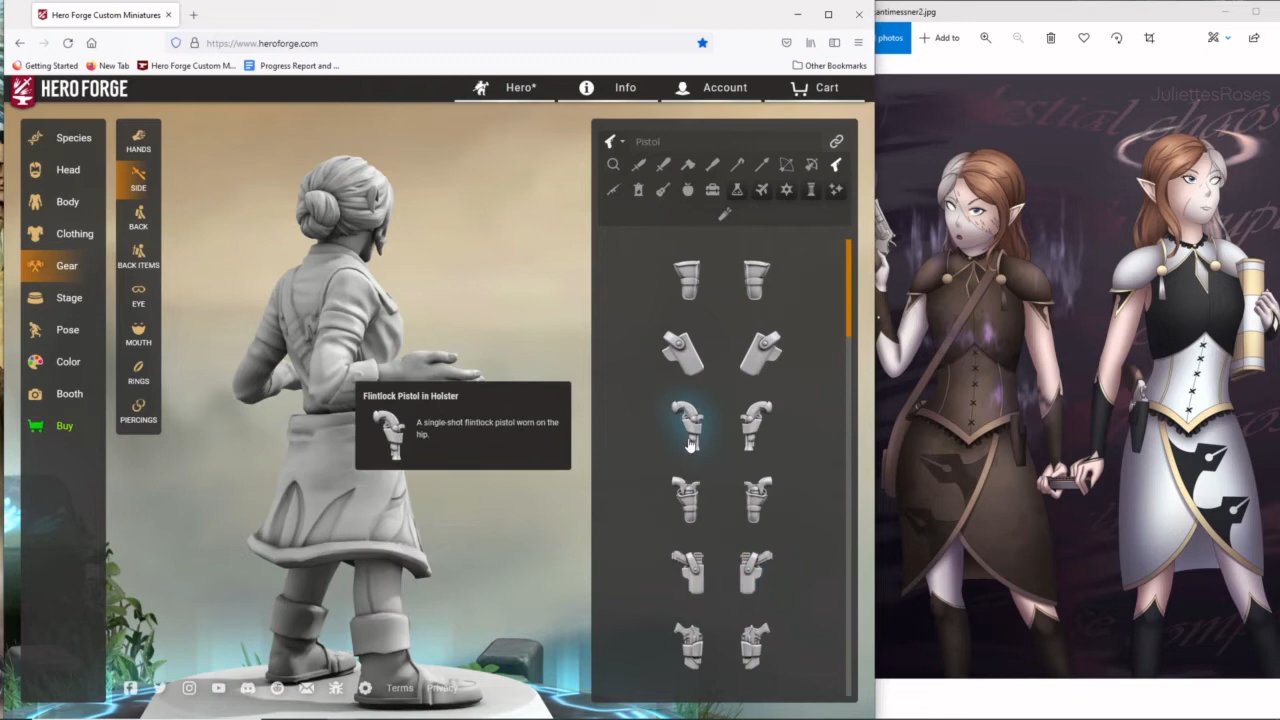 Hero Forge Custom Miniatures
https://www.heroforge.com
Getting Started
New Tab
Hero Forge Custom M...
Progress Report and ...
Other Bookmarks
HERO FORGE
Hero*
Info
Account
Cart
Species
Head
Body
Clothing
Gear
Stage
Pose
Color
Booth
Buy
HANDS
SIDE
BACK
BACK ITEMS
EYE
MOUTH
RINGS
PIERCINGS
Flintlock Pistol in Holster
A single-shot flintlock pistol worn on the
hip.
Pistol
Terms
Privacy
antimessner2.jpg
photos
Add to
JuliettesRoses